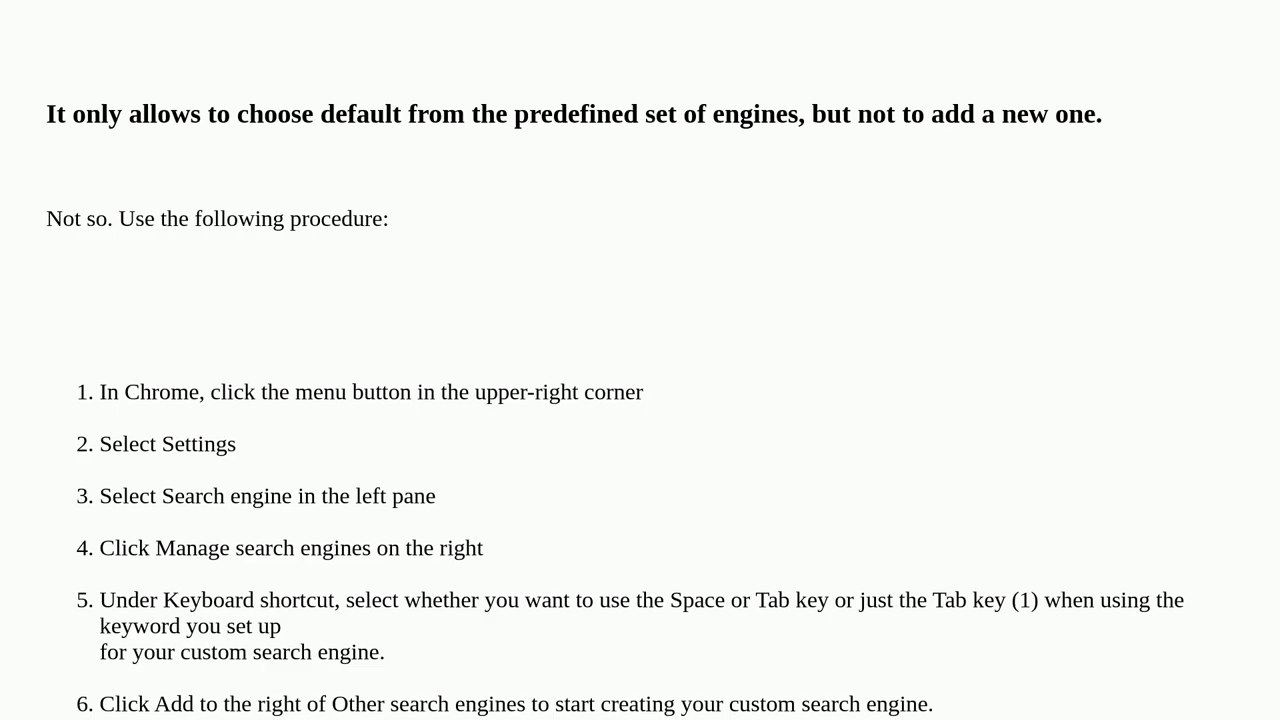 It only allows to choose default from the predefined set of engines, but not to add a new one.
Not so. Use the following procedure:
1. In Chrome, click the menu button in the upper-right corner
2. Select Settings
3. Select Search engine in the left pane
4. Click Manage search engines on the right
5. Under Keyboard shortcut, select whether you want to use the Space or Tab key or just the Tab key (1) when using the
keyword you set up
for your custom search engine.
6. Click Add to the right of Other search engines to start creating your custom search engine.